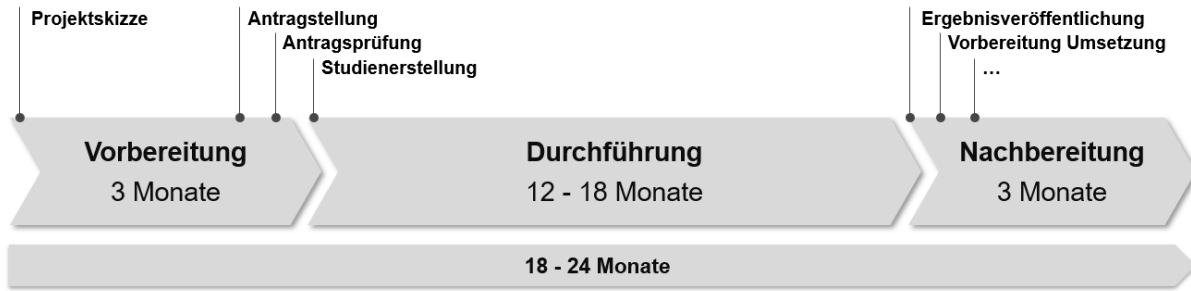 Projektskizze
Antragstellung
Antragsprüfung
Studienerstellung
Ergebnisveröffentlichung
Vorbereitung Umsetzung
...
Vorbereitung
3 Monate
Durchführung
12 - 18 Monate
Nachbereitung
3 Monate
18 - 24 Monate